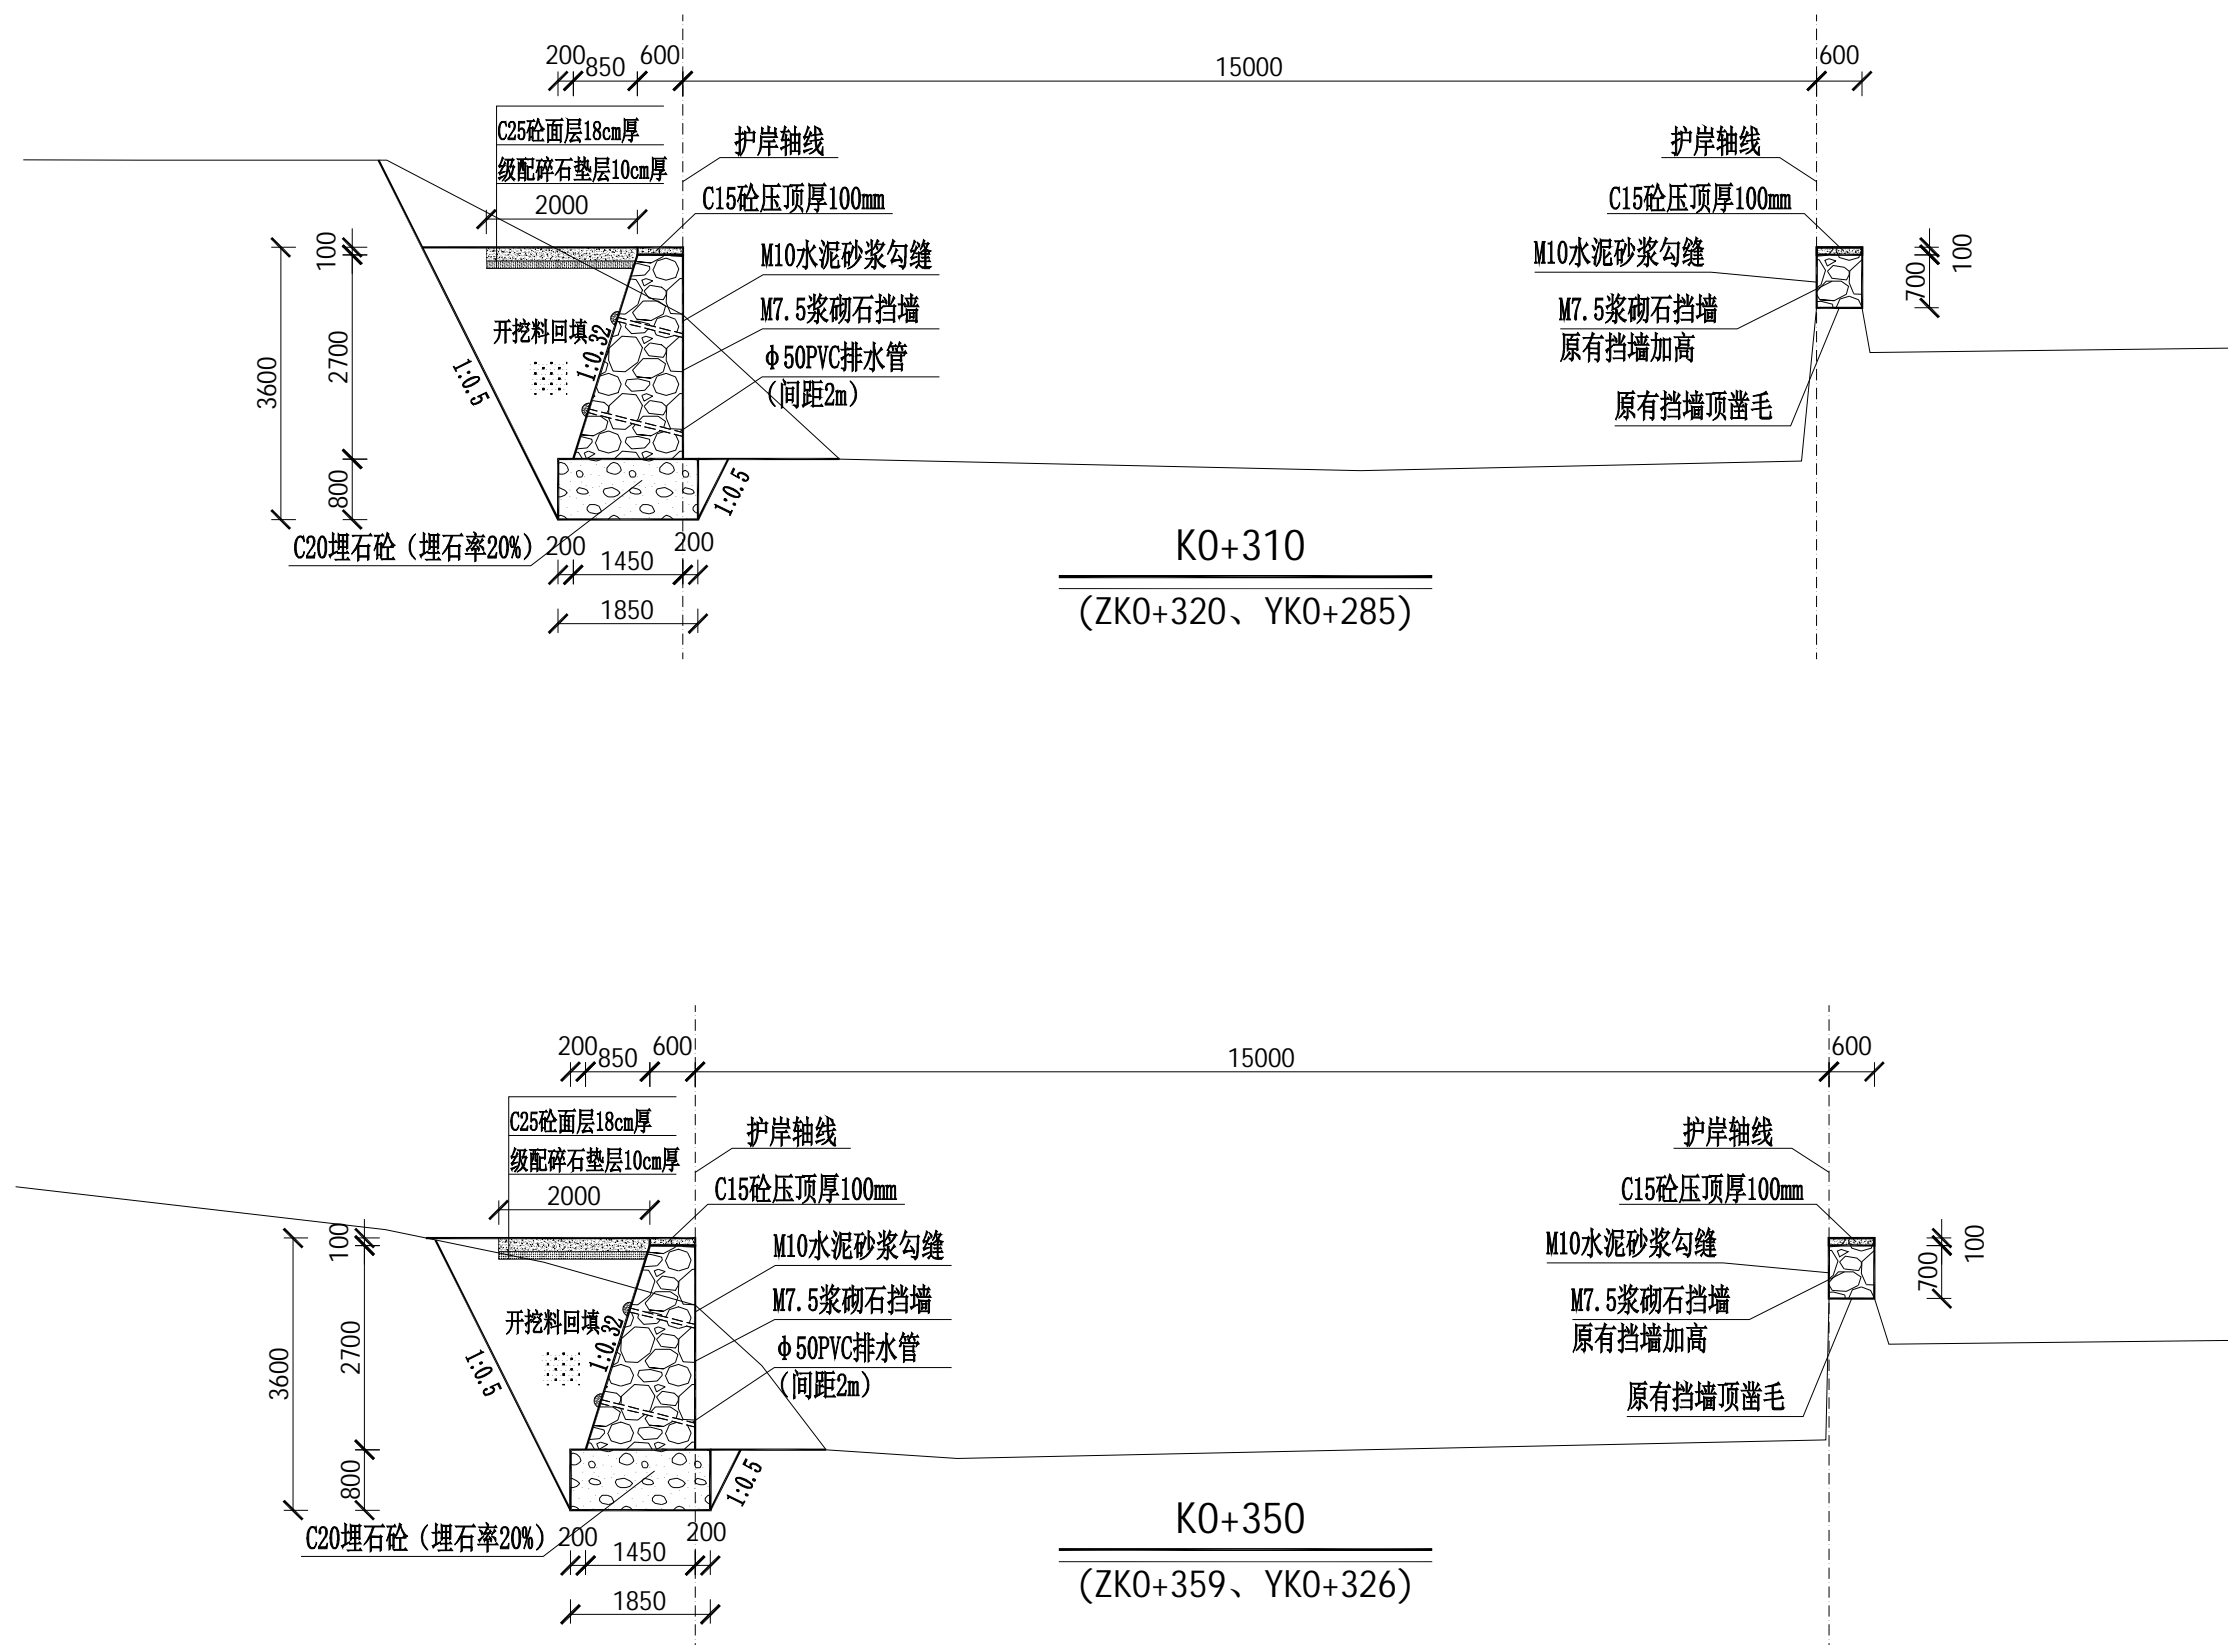 200 850 600 15000 600
C25砼面层18cm厚
级配碎石垫层10cm厚
2000
护岸轴线
C15砼压顶厚100mm
M10水泥砂浆勾缝
M7.5浆砌石挡墙
ф50PVC排水管
(间距2m)
开挖料回填
1:0.32
1:0.5
1:0.5
100
2700
800
3600
C20埋石砼（埋石率20%）
200 1450 200
1850
护岸轴线
C15砼压顶厚100mm
M10水泥砂浆勾缝
M7.5浆砌石挡墙
原有挡墙加高
原有挡墙顶凿毛
100
700
K0+310
(ZK0+320、YK0+285)
200 850 600 15000 600
C25砼面层18cm厚
级配碎石垫层10cm厚
2000
护岸轴线
C15砼压顶厚100mm
M10水泥砂浆勾缝
M7.5浆砌石挡墙
ф50PVC排水管
(间距2m)
开挖料回填
1:0.32
1:0.5
1:0.5
100
2700
800
3600
C20埋石砼（埋石率20%）
200 1450 200
1850
护岸轴线
C15砼压顶厚100mm
M10水泥砂浆勾缝
M7.5浆砌石挡墙
原有挡墙加高
原有挡墙顶凿毛
100
700
K0+350
(ZK0+359、YK0+326)